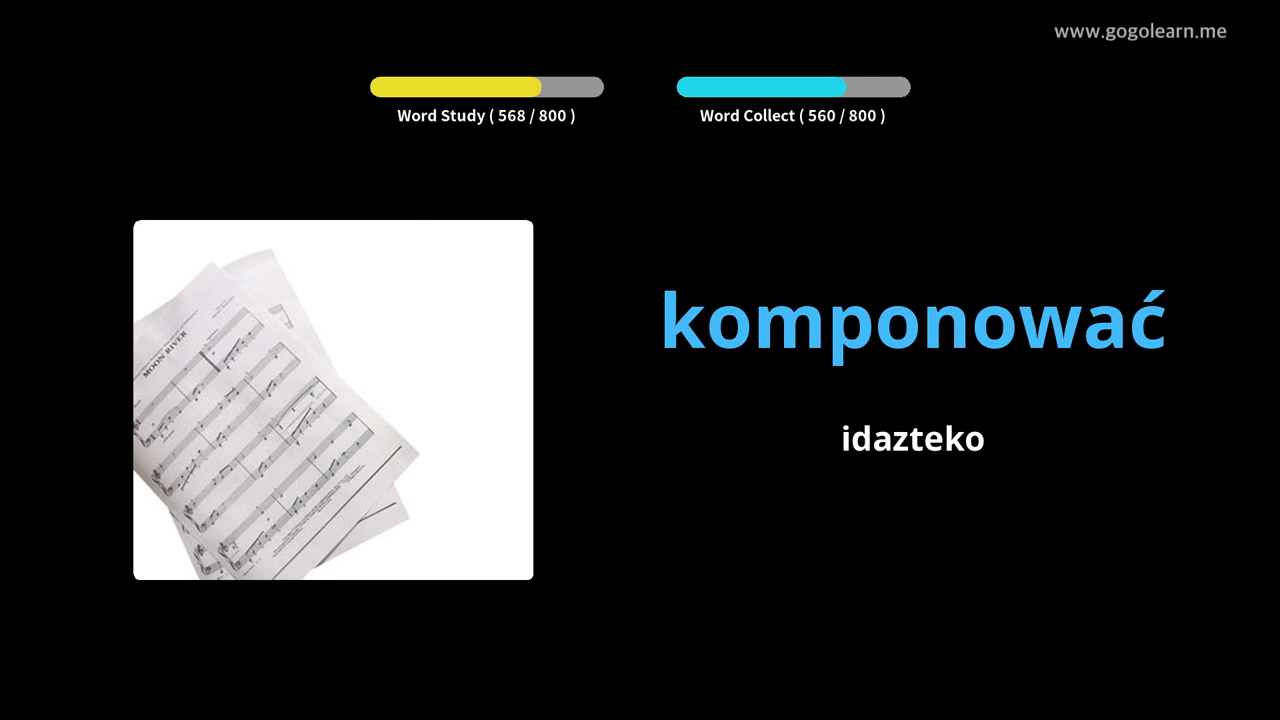 www.gogolearn.me
Word Study ( 568 / 800 )
Word Collect ( 560 / 800 )
MOON RIVER
komponować
idazteko